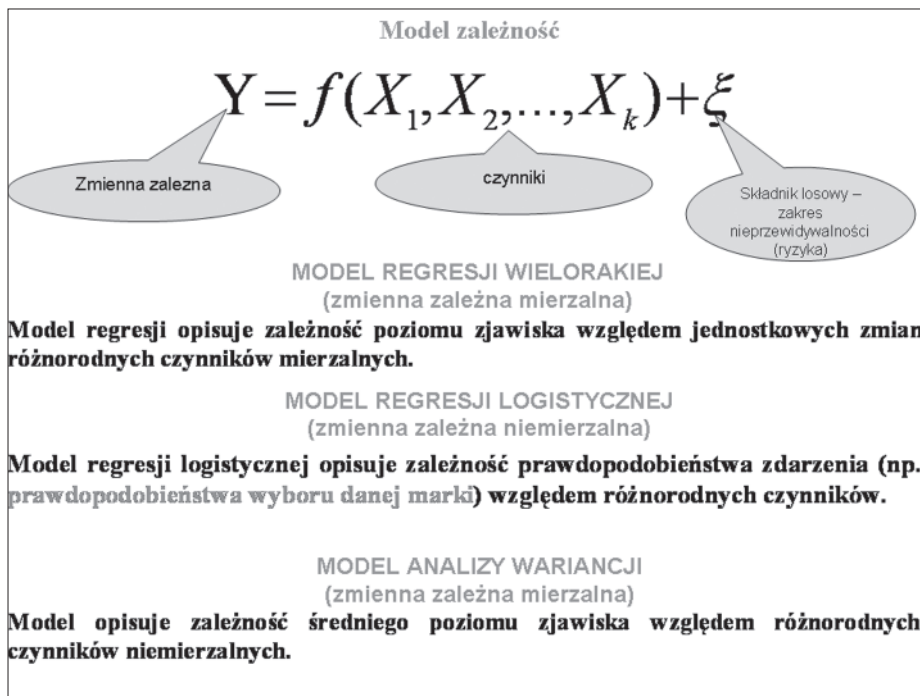 Model zależność
Y = f(X₁, X₂,..., Xₖ) + ξ
Zmienna zalezna
czynniki
Składnik losowy –
zakres
nieprzewidywalności
(ryzyka)
MODEL REGRESJI WIELORAKIEJ
(zmienna zależna mierzalna)
Model regresji opisuje zależność poziomu zjawiska względem jednostkowych zmian
różnorodnych czynników mierzalnych.
MODEL REGRESJI LOGISTYCZNEJ
(zmienna zależna niemierzalna)
Model regresji logistycznej opisuje zależność prawdopodobieństwa zdarzenia (np.
prawdopodobieństwa wyboru danej marki) względem różnorodnych czynników.
MODEL ANALIZY WARIANCJI
(zmienna zależna mierzalna)
Model opisuje zależność średniego poziomu zjawiska względem różnorodnych
czynników niemierzalnych.